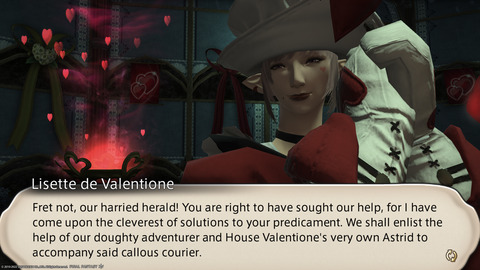 Lisette de Valentione
Fret not, our harried herald! You are right to have sought our help, for I have
come upon the cleverest of solutions to your predicament. We shall enlist the
help of our doughty adventurer and House Valentione's very own Astrid to
accompany said callous courier.